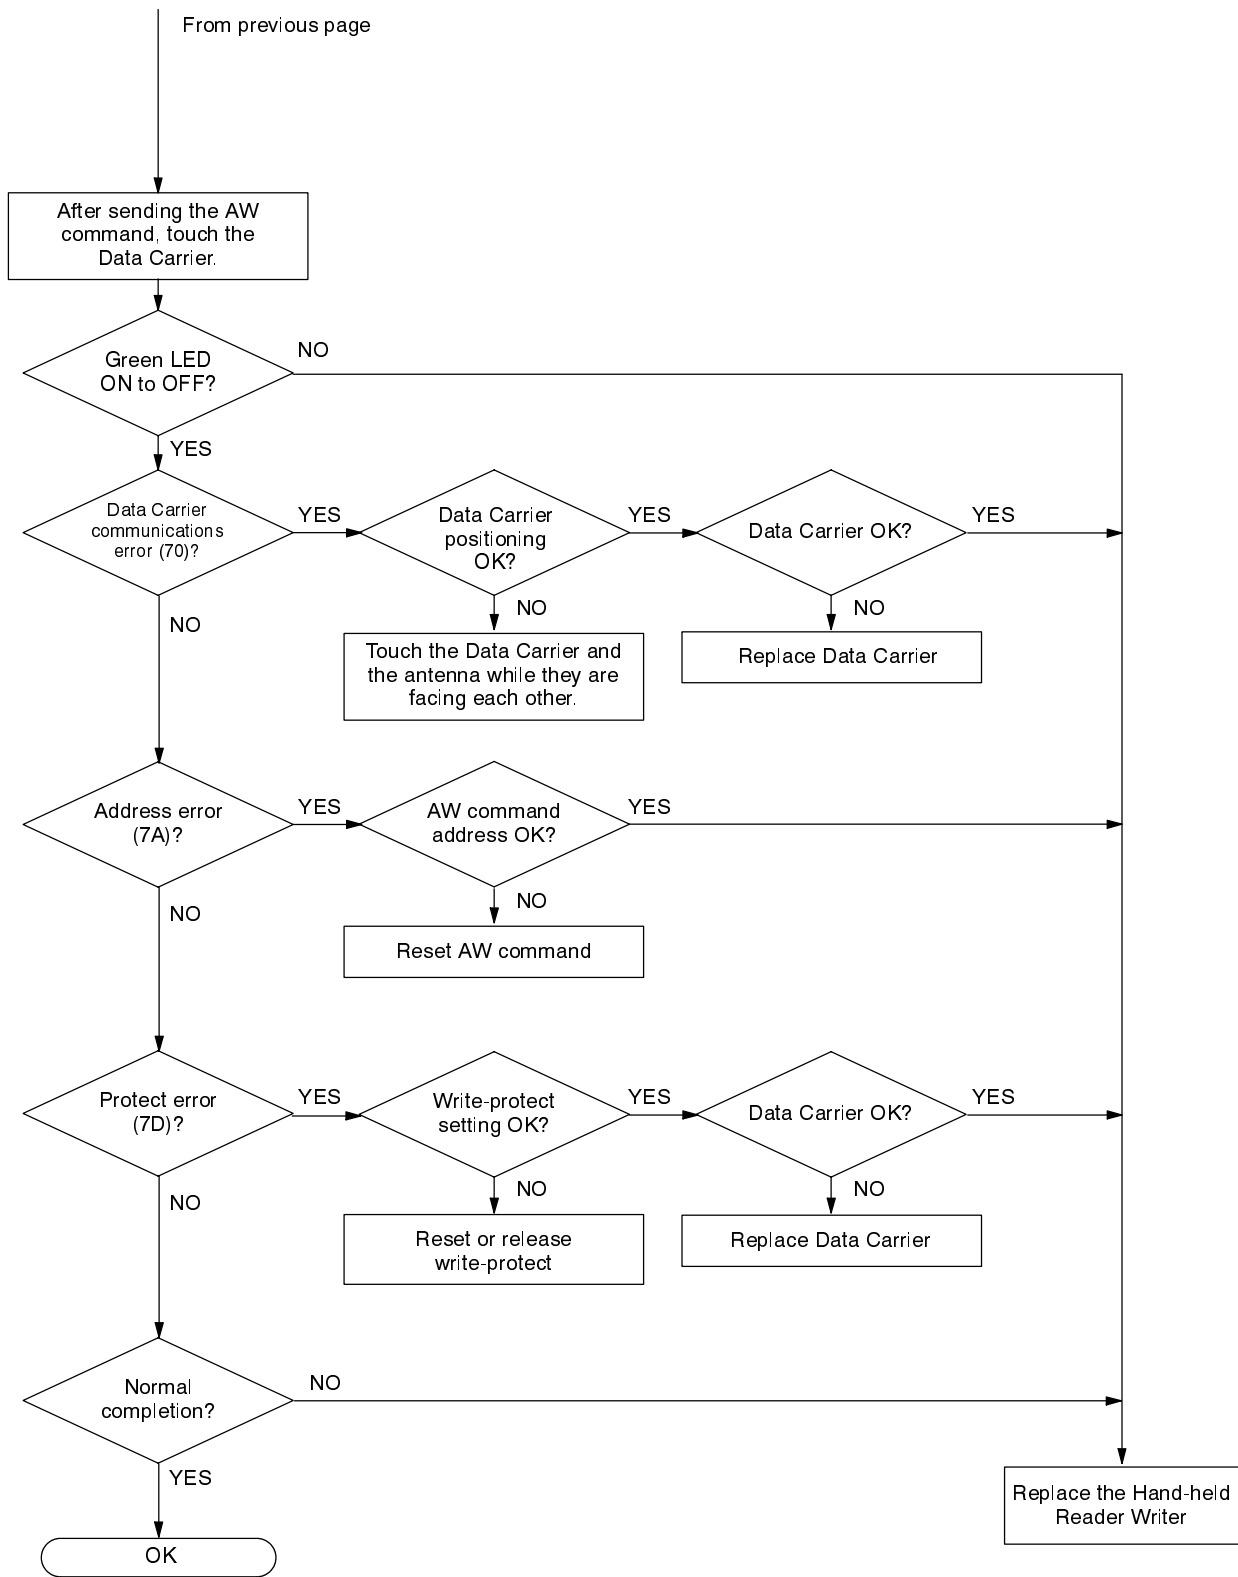 From previous page
After sending the AW
command, touch the
Data Carrier.
Green LED
ON to OFF?
NO
YES
Data Carrier
communications
error (70)?
YES
Data Carrier
positioning
OK?
YES
Data Carrier OK?
YES
NO
NO
NO
Touch the Data Carrier and
the antenna while they are
facing each other.
Replace Data Carrier
Address error
(7A)?
YES
AW command
address OK?
YES
NO
NO
Reset AW command
Protect error
(7D)?
YES
Write-protect
setting OK?
YES
Data Carrier OK?
YES
NO
NO
NO
Reset or release
write-protect
Replace Data Carrier
Normal
completion?
NO
YES
Replace the Hand-held
Reader Writer
OK